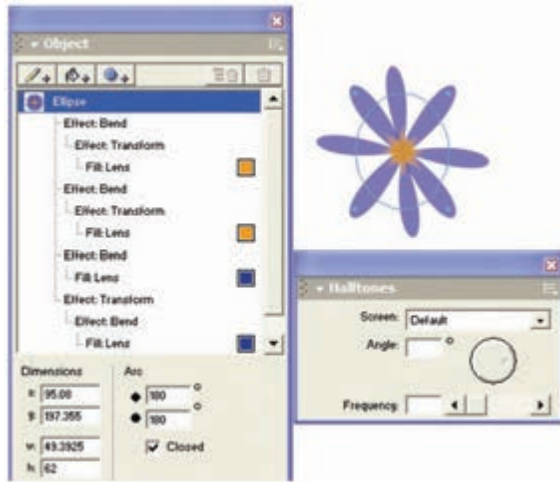 Object
Ellipse
Effect: Bend
Effect: Transform
Fill: Lens
Effect: Bend
Effect: Transform
Fill: Lens
Effect: Bend
Fill: Lens
Effect: Transform
Effect: Bend
Fill: Lens
Dimensions
x: 95.08
y: 197.355
w: 49.3925
h: 62
Arc
180 °
180 °
Closed
Halftones
Screen: Default
Angle: °
Frequency: